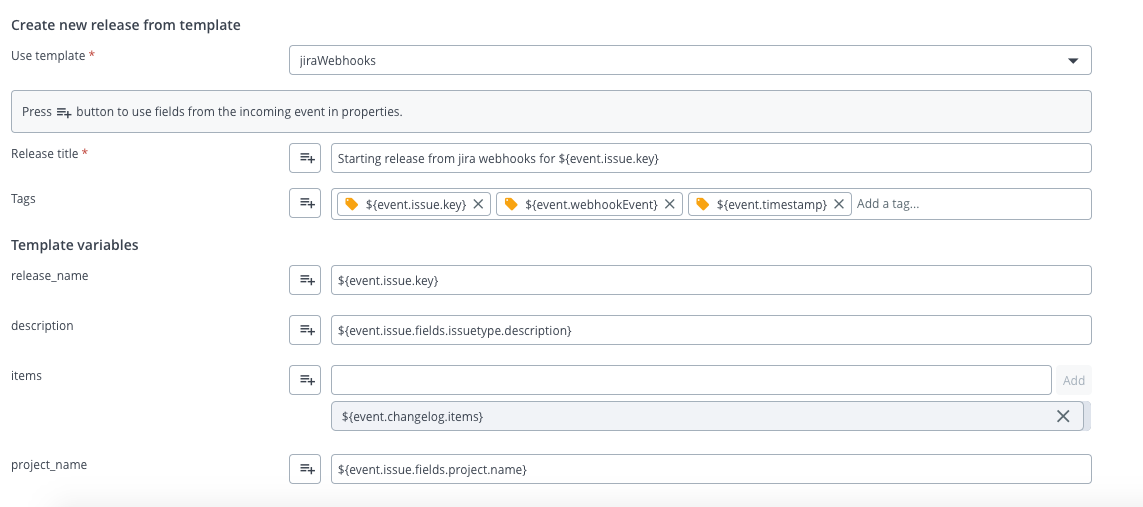 Create new release from template
Use template *
jiraWebhooks
Press button to use fields from the incoming event in properties.
Release title *
Starting release from jira webhooks for ${event.issue.key}
Tags
${event.issue.key} ${event.webhookEvent} ${event.timestamp} Add a tag...
Template variables
release_name
${event.issue.key}
description
${event.issue.fields.issuetype.description}
items
Add
${event.changelog.items}
project_name
${event.issue.fields.project.name}